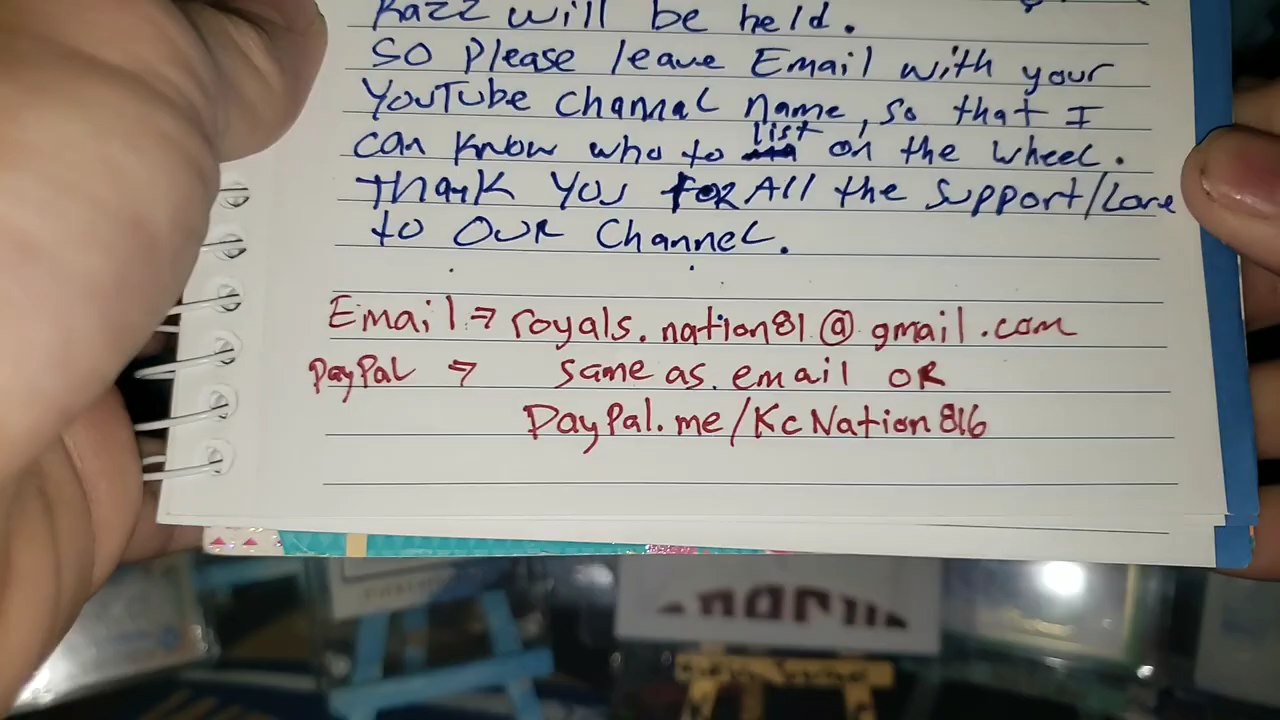 Razz will be held.
SO Please leave Email with your
YouTube Channal name, so that I
can know who to list on the wheel.
Thank You For All the Support/Love
to OUR Channel.
Email → royals.nation81@gmail.com
PayPal → same as email OR
PayPal.me/KcNation816